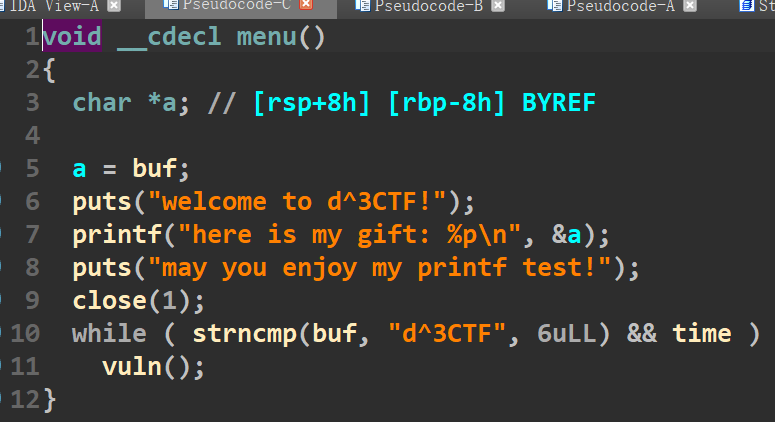 IDA View-A Pseudocode-C Pseudocode-B Pseudocode-A St
1 void __cdecl menu()
2 {
3 char *a; // [rsp+8h] [rbp-8h] BYREF
4
5 a = buf;
6 puts("welcome to d^3CTF!");
7 printf("here is my gift: %p\n", &a);
8 puts("may you enjoy my printf test!");
9 close(1);
10 while ( strncmp(buf, "d^3CTF", 6uLL) && time )
11 vuln();
12 }